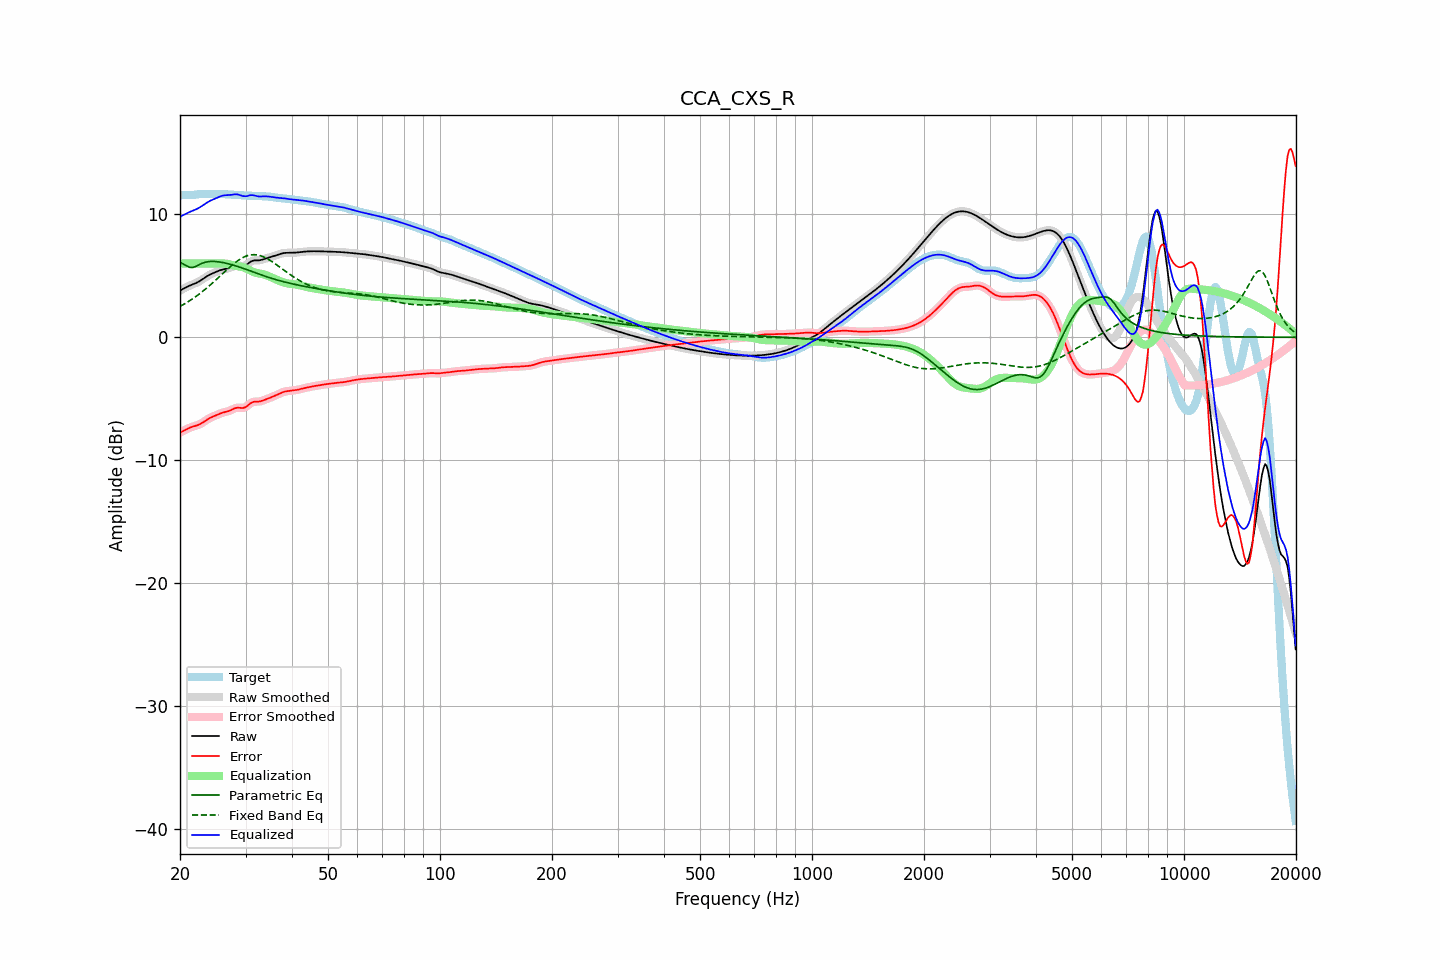 CCA_CXS_R
Amplitude (dBr)
10
0
−10
−20
−30
−40
Target
Raw Smoothed
Error Smoothed
Raw
Error
Equalization
Parametric Eq
Fixed Band Eq
Equalized
20 50 100 200 500 1000 2000 5000 10000 20000
Frequency (Hz)